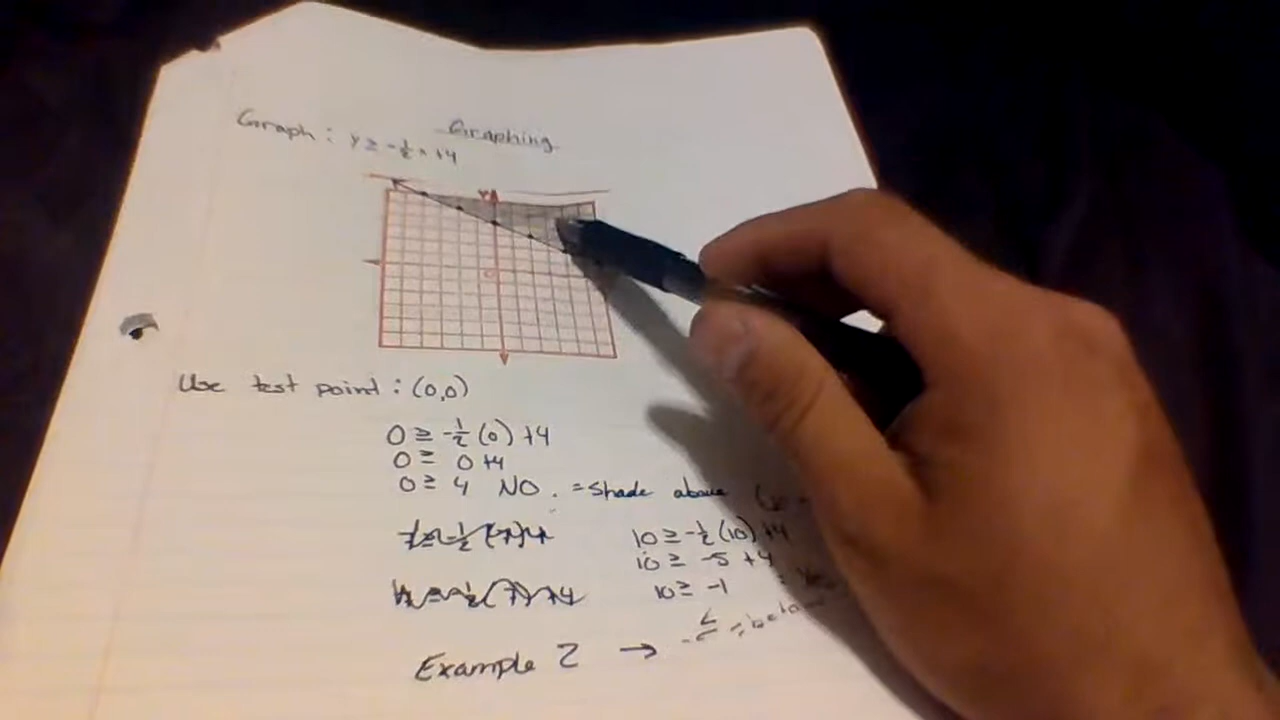 Graphing
Graph: y ≥ -½x +4
Y
Use test point: (0,0)
0 ≥ -½(0) +4
0 ≥ 0+4
0 ≥ 4 NO. = Shade above
10 ≥ -½(10) +4
10 ≥ -5 +4
10 ≥ -1 = Yes
Example 2 →